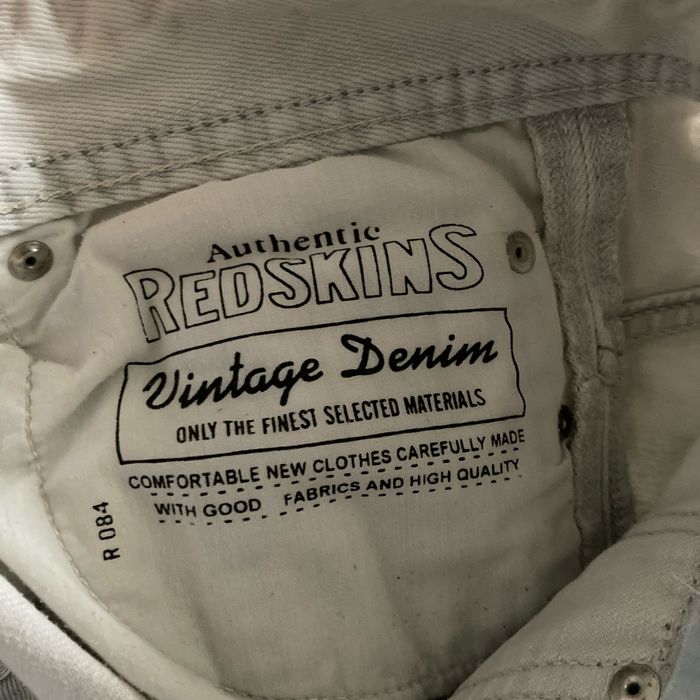 Authentic
REDSKINS
Vintage Denim
ONLY THE FINEST SELECTED MATERIALS
COMFORTABLE NEW CLOTHES CAREFULLY MADE
WITH GOOD FABRICS AND HIGH QUALITY
R 084